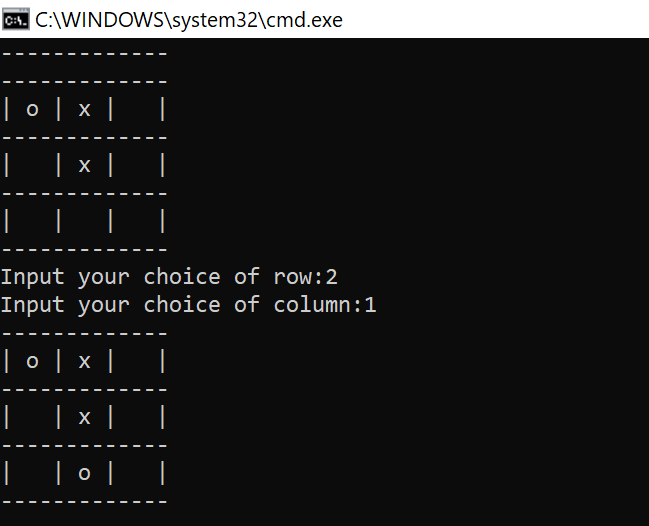 C:\WINDOWS\system32\cmd.exe
-------------
-------------
| o | x |   |
-------------
|   | x |   |
-------------
|   |   |   |
-------------
Input your choice of row:2
Input your choice of column:1
-------------
| o | x |   |
-------------
|   | x |   |
-------------
|   | o |   |
-------------